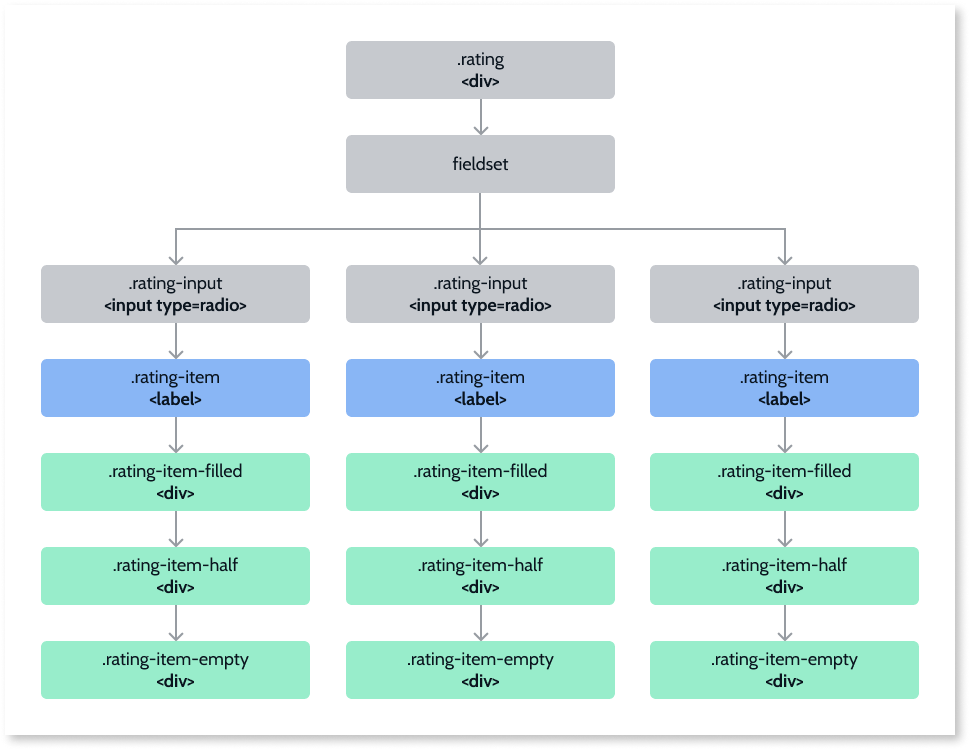 .rating
<div>
fieldset
.rating-input
<input type=radio>
.rating-input
<input type=radio>
.rating-input
<input type=radio>
.rating-item
<label>
.rating-item
<label>
.rating-item
<label>
.rating-item-filled
<div>
.rating-item-filled
<div>
.rating-item-filled
<div>
.rating-item-half
<div>
.rating-item-half
<div>
.rating-item-half
<div>
.rating-item-empty
<div>
.rating-item-empty
<div>
.rating-item-empty
<div>